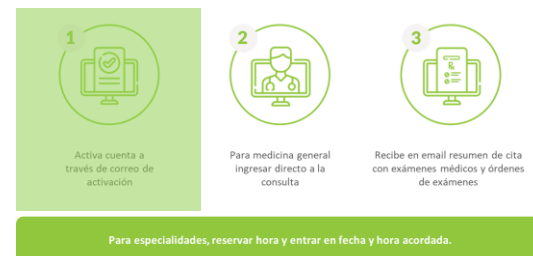 1
Activa cuenta a
través de correo de
activación
2
Para medicina general
ingresar directo a la
consulta
3
Recibe en email resumen de cita
con exámenes médicos y órdenes
de exámenes
Para especialidades, reservar hora y entrar en fecha y hora acordada.